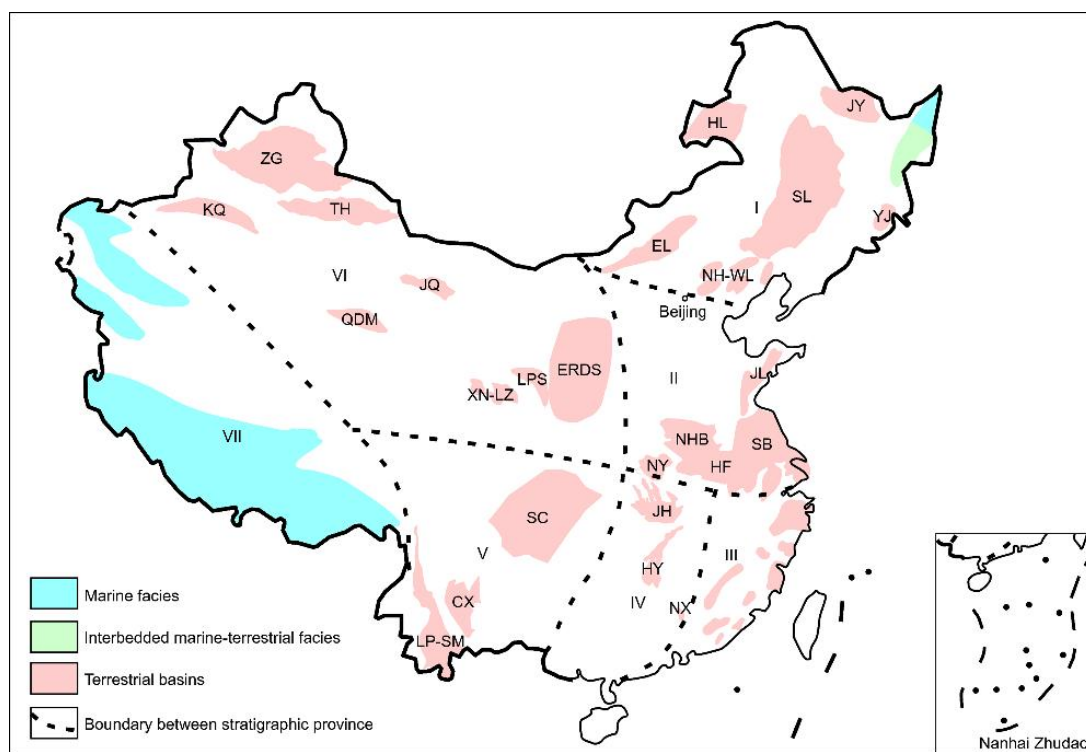 JY
HL
ZG
SL
KQ
TH
I
YJ
EL
NH-WL
VI
JQ
Beijing
QDM
LPS
ERDS
II
JL
XN-LZ
VII
NHB
SB
NY
HF
SC
JH
V
III
HY
CX
IV
NX
LP-SM
Marine facies
Interbedded marine-terrestrial facies
Terrestrial basins
Boundary between stratigraphic province
Nanhai Zhudao